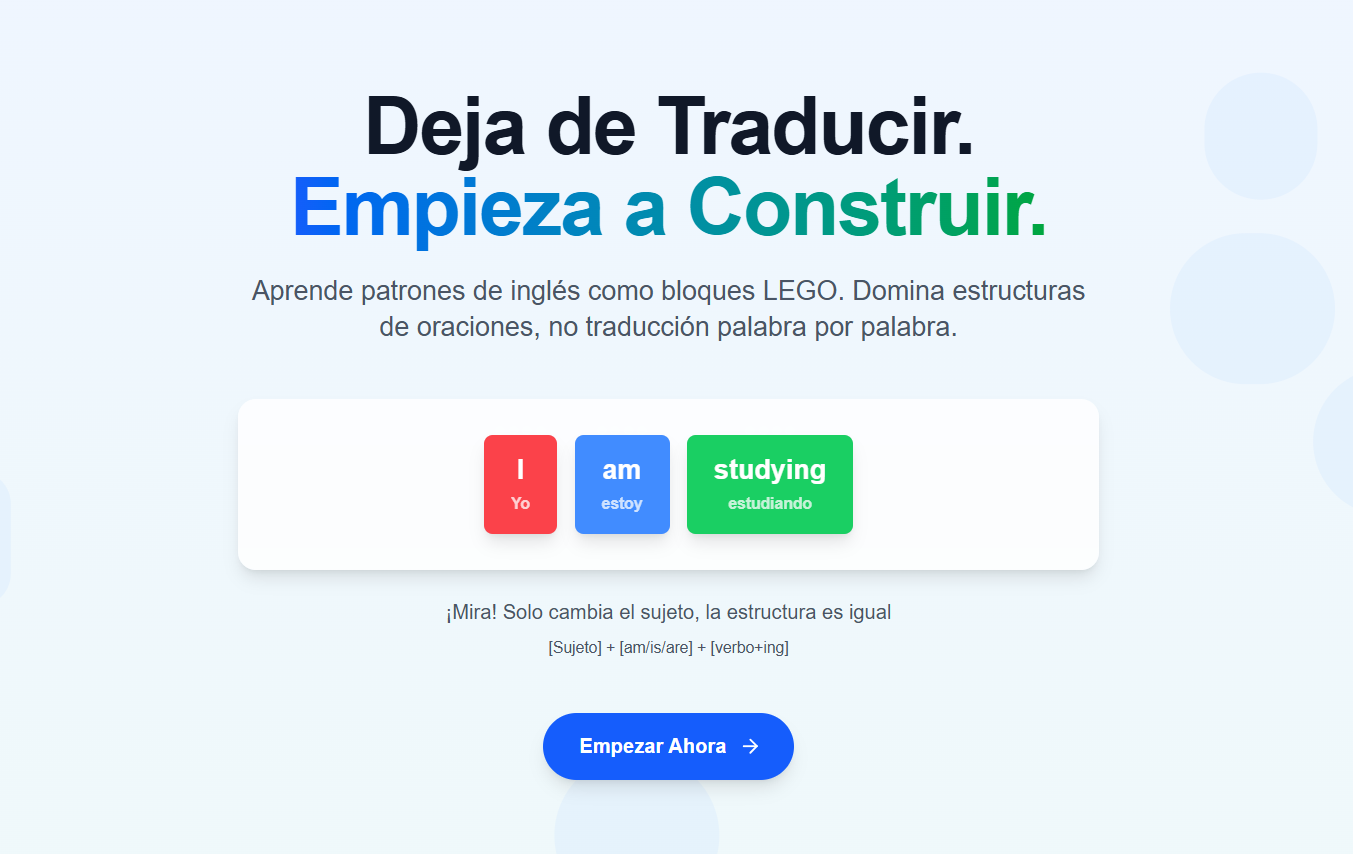 Deja de Traducir.
Empieza a Construir.
Aprende patrones de inglés como bloques LEGO. Domina estructuras
de oraciones, no traducción palabra por palabra.
I am studying
Yo estoy estudiando
¡Mira! Solo cambia el sujeto, la estructura es igual
[Sujeto] + [am/is/are] + [verbo+ing]
Empezar Ahora →